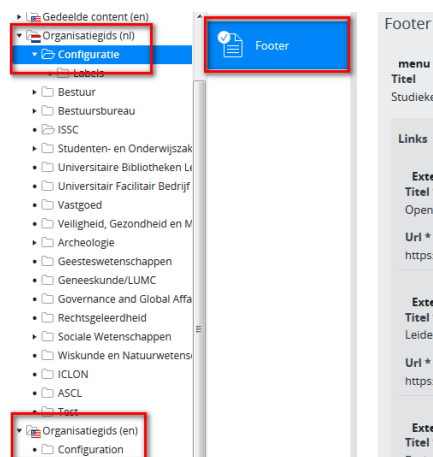 Gedeelde content (en)
Organisatiegids (nl)
Configuratie
Labels
Bestuur
Bestuursbureau
ISSC
Studenten- en Onderwijszak
Universitaire Bibliotheken Le
Universitair Facilitair Bedrijf
Vastgoed
Veiligheid, Gezondheid en M
Archeologie
Geesteswetenschappen
Geneeskunde/LUMC
Governance and Global Affa
Rechtsgeleerdheid
Sociale Wetenschappen
Wiskunde en Natuurwetens
ICLON
ASCL
Test
Organisatiegids (en)
Configuration
Footer
Footer
menu
Titel
Studieke
Links
Exte
Titel
Open
Url *
https:
Exte
Titel
Leide
Url *
https:
Exte
Titel